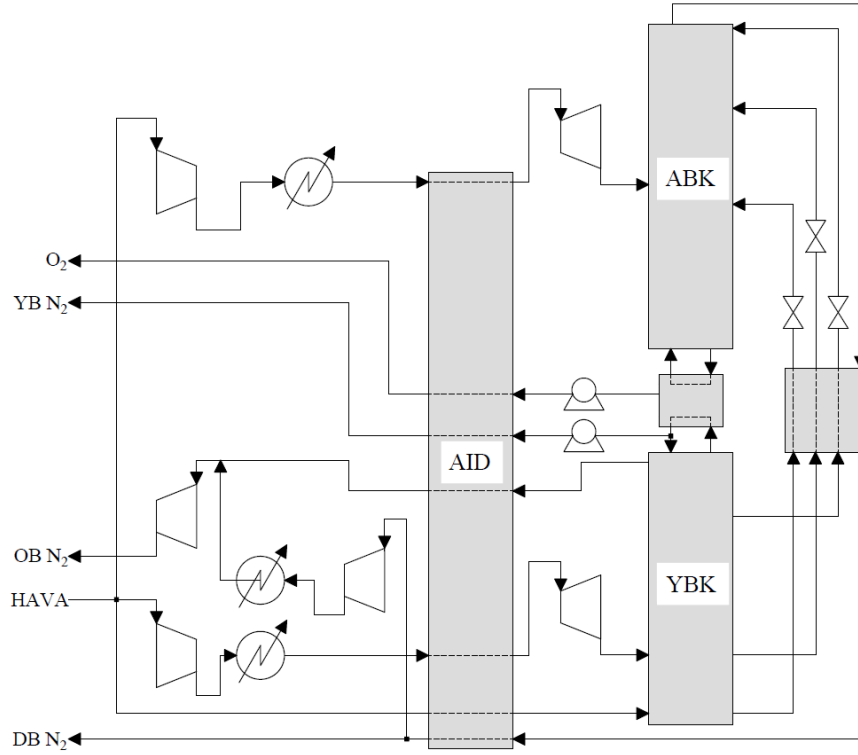 ABK
O₂
YB N₂
AID
OB N₂
YBK
HAVA
DB N₂